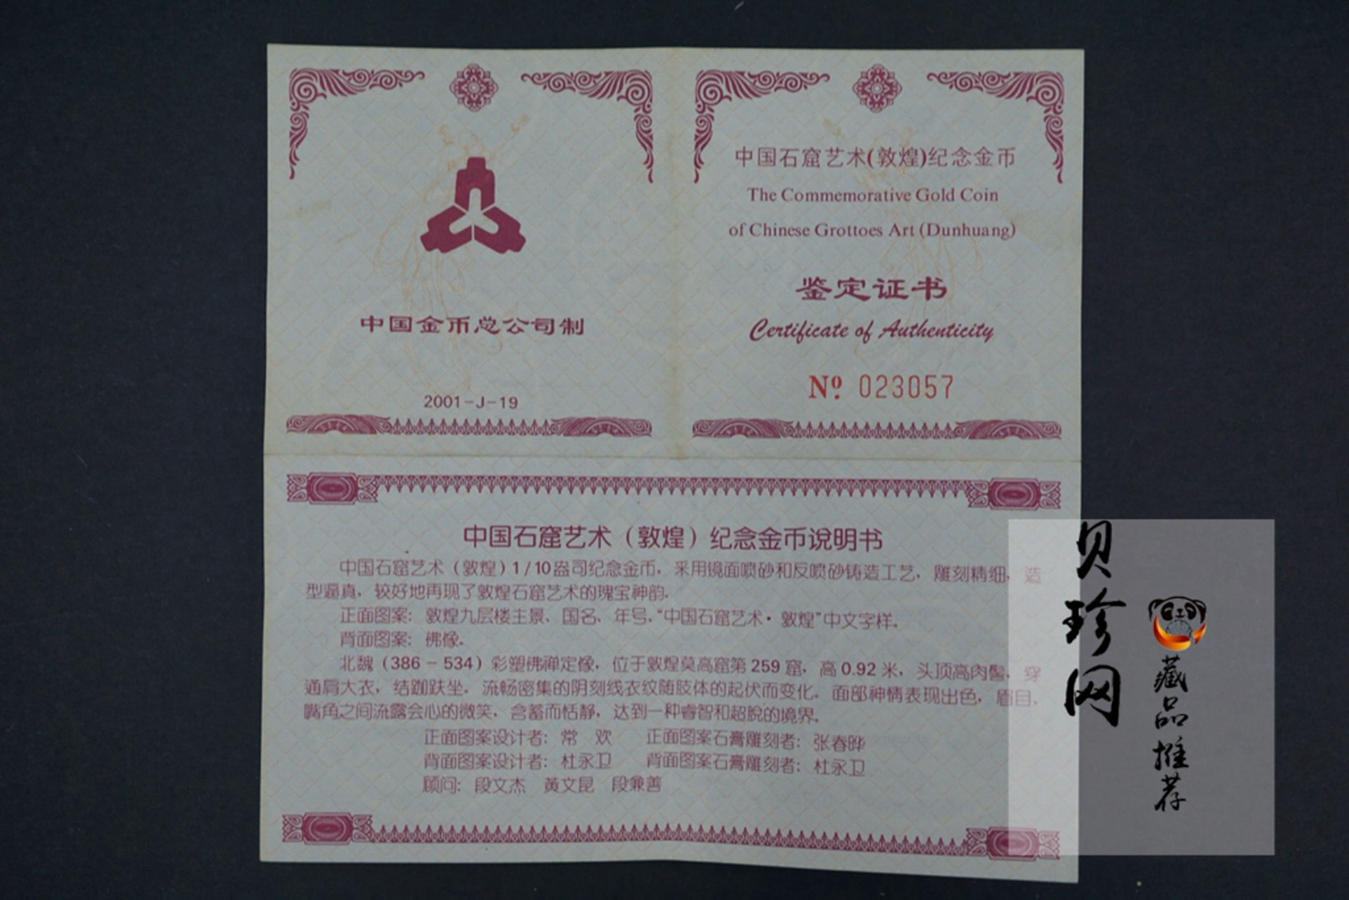 中国金币总公司制
2001-J-19
中国石窟艺术(敦煌)纪念金币
The Commemorative Gold Coin
of Chinese Grottoes Art (Dunhuang)
鉴定证书
Certificate of Authenticity
Nº 023057
中国石窟艺术（敦煌）纪念金币说明书
中国石窟艺术（敦煌）1/10盎司纪念金币，采用镜面喷砂和反喷砂铸造工艺，雕刻精细，造
型逼真，较好地再现了敦煌石窟艺术的瑰宝神韵。
正面图案：敦煌九层楼主景、国名、年号、“中国石窟艺术·敦煌”中文字样。
背面图案：佛像。
北魏（386－534）彩塑佛禅定像，位于敦煌莫高窟第259窟，高0.92米，头顶高肉髻，穿
通肩大衣，结跏趺坐，流畅密集的阴刻线衣纹随肢体的起伏而变化，面部神情表现出色，眉目、
嘴角之间流露会心的微笑，含蓄而恬静，达到一种睿智和超脱的境界。
正面图案设计者：常 欢 正面图案石膏雕刻者：张春晔
背面图案设计者：杜永卫 背面图案石膏雕刻者：杜永卫
顾问：段文杰 黄文昆 段兼善
贝珍网
藏品推荐